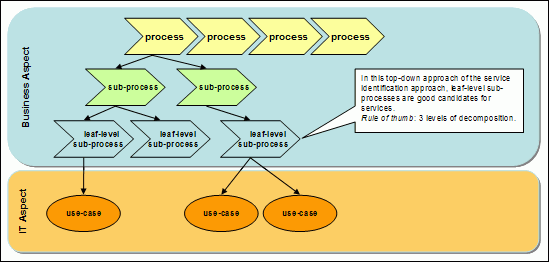 Business Aspect
process process process process
sub-process sub-process
leaf-level leaf-level leaf-level
sub-process sub-process sub-process
In this top-down approach of the service
identification approach, leaf-level sub-
processes are good candidates for
services.
Rule of thumb: 3 levels of decomposition.
IT Aspect
use-case use-case use-case